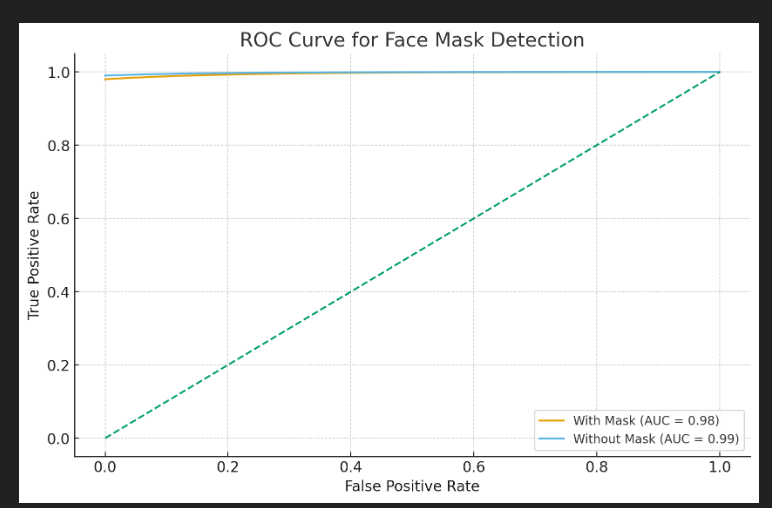 ROC Curve for Face Mask Detection
1.0
0.8
0.6
0.4
0.2
0.0
True Positive Rate
0.0 0.2 0.4 0.6 0.8 1.0
False Positive Rate
With Mask (AUC = 0.98)
Without Mask (AUC = 0.99)